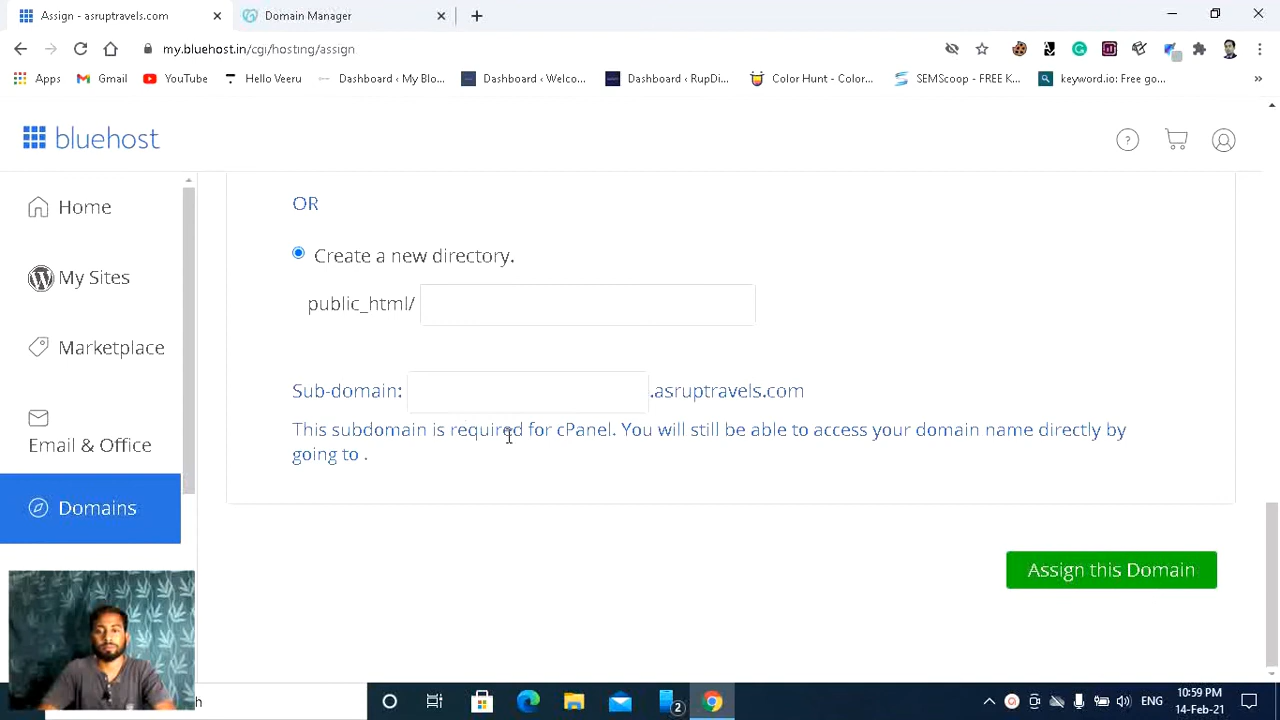 Assign - asruptravels.com
Domain Manager
my.bluehost.in/cgi/hosting/assign
Apps
Gmail
YouTube
Hello Veeru
Dashboard ‹ My Blo...
Dashboard ‹ Welco...
Dashboard ‹ RupDi...
Color Hunt - Color...
SEMScoop - FREE K...
keyword.io: Free go...
»
bluehost
Home
My Sites
Marketplace
Email & Office
Domains
OR
Create a new directory.
public_html/
Sub-domain: .asruptravels.com
This subdomain is required for cPanel. You will still be able to access your domain name directly by
going to .
Assign this Domain
h
2
ENG
10:59 PM
14-Feb-21